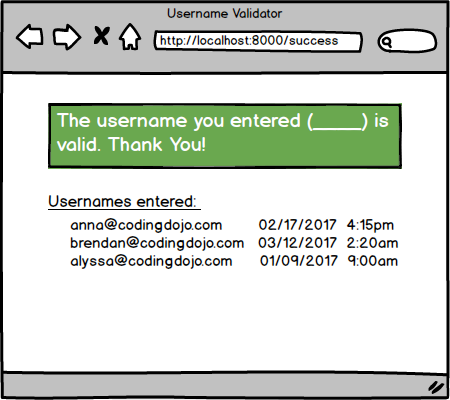 Username Validator
http://localhost:8000/success
The username you entered (_____) is
valid. Thank You!
Usernames entered:
anna@codingdojo.com 02/17/2017 4:15pm
brendan@codingdojo.com 03/12/2017 2:20am
alyssa@codingdojo.com 01/09/2017 9:00am